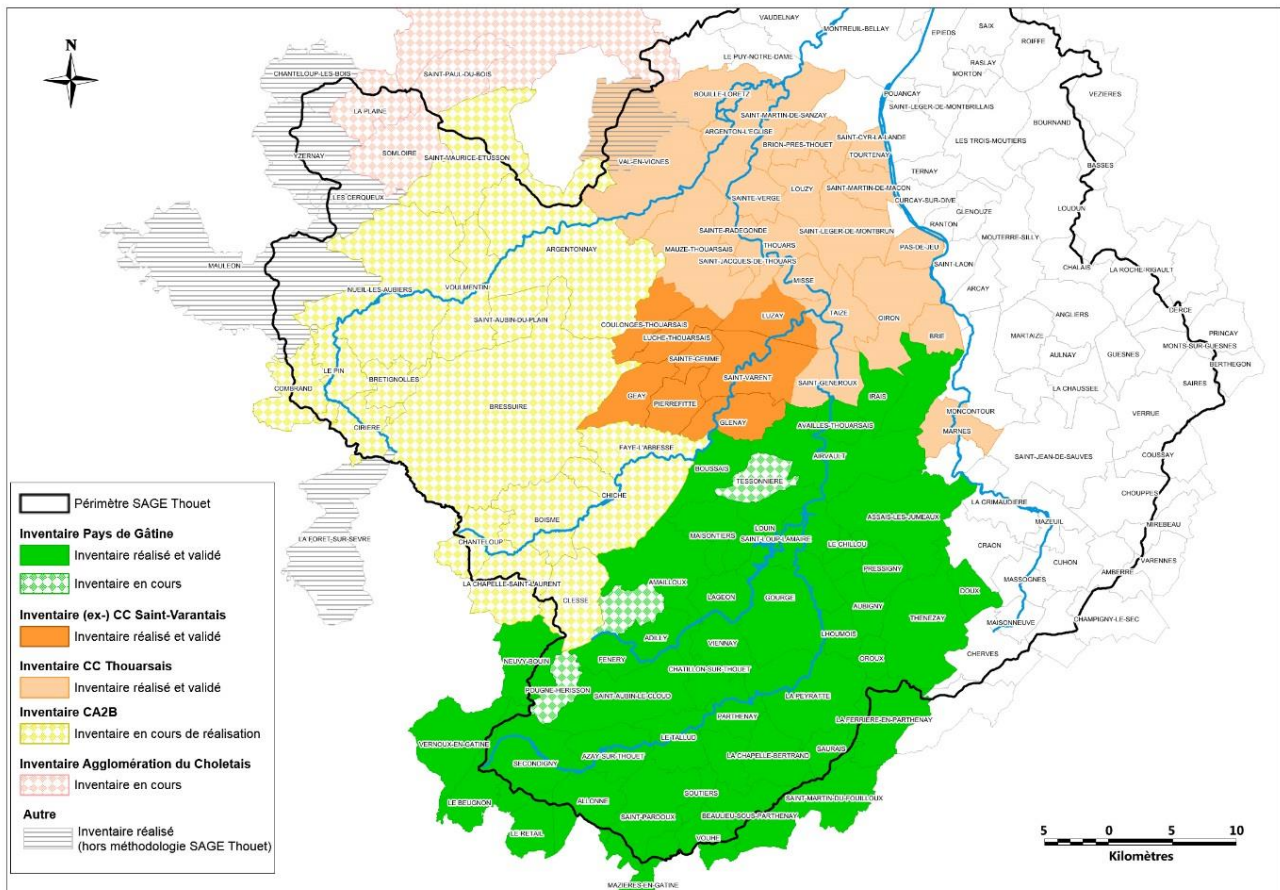 N
VAUDELNAY
MONTREUIL-BELLAY
EPIEDS
SAIX
ROIFFE
LE PUY-NOTRE-DAME
RASLAY
MORTON
CHANTELOUP-LES-BOIS
SAINT-PAUL-DU-BOIS
VEZIERES
BOUILLE-LORETZ
POUANCAY
SAINT-LEGER-DE-MONTBRILLAIS
LA PLAINE
SAINT-MARTIN-DE-SANZAY
BOURNAND
ARGENTON-L'EGLISE
SAINT-CYR-LA-LANDE
LES TROIS-MOUTIERS
BRION-PRES-THOUET
YZERNAY
SOMLOIRE
SAINT-MAURICE-ETUSSON
VAL-EN-VIGNES
TOURTENAY
BASSES
TERNAY
LOUZY
SAINT-MARTIN-DE-MACON
LES CERQUEUX
SAINTE-VERGE
CURCAY-SUR-DIVE
GLENOUZE
LOUDUN
RANTON
SAINTE-RADEGONDE
SAINT-LEGER-DE-MONTBRUN
MOUTERRE-SILLY
ARGENTONNAY
MAUZE-THOUARSAIS
THOUARS
PAS-DE-JEU
SAINT-JACQUES-DE-THOUARS
SAINT-LAON
CHALAIS
MAULEON
LA ROCHE-RIGAULT
MISSE
NUEIL-LES-AUBIERS
VOULMENTIN
ARCAY
CEAUX
DERCE
SAINT-AUBIN-DU-PLAIN
LUZAY
TAIZE
OIRON
ANGLIERS
COULONGES-THOUARSAIS
PRINCAY
LUCHE-THOUARSAIS
BRIE
MARTAIZE
MONTS-SUR-GUESNES
AULNAY
GUESNES
SAINTE-GEMME
BERTHEGON
LE PIN
BRETIGNOLLES
SAINT-VARENT
COMBRAND
SAINT-GENEROUX
LA CHAUSSEE
SAIRES
GEAY
PIERREFITTE
IRAIS
BRESSUIRE
MONCONTOUR
VERRUE
GLENAY
AVAILLES-THOUARSAIS
CIRIERE
MARNES
FAYE-L'ABBESSE
COUSSAY
AIRVAULT
SAINT-JEAN-DE-SAUVES
BOUSSAIS
TESSONNIERE
CHICHE
CHOUPPES
LA GRIMAUDIERE
BOISME
ASSAIS-LES-JUMEAUX
MAZEUIL
MIREBEAU
LOUIN
MAISONTIERS
SAINT-LOUP-LAMAIRE
LA FORET-SUR-SEVRE
CHANTELOUP
LE CHILLOU
CRAON
CUHON
VARENNES
PRESSIGNY
AMBERRE
LA CHAPELLE-SAINT-LAURENT
AMAILLOUX
MASSOGNES
CLESSE
LAGEON
GOURGE
DOUX
AUBIGNY
THENEZAY
MAISONNEUVE
CHAMPIGNY-LE-SEC
LHOUMOIS
ADILLY
VIENNAY
CHERVES
NEUVY-BOUIN
FENERY
OROUX
CHATILLON-SUR-THOUET
POUGNE-HERISSON
SAINT-AUBIN-LE-CLOUD
LA PEYRATTE
PARTHENAY
LA FERRIERE-EN-PARTHENAY
LE TALLUD
VERNOUX-EN-GATINE
SAURAIS
AZAY-SUR-THOUET
LA CHAPELLE-BERTRAND
SECONDIGNY
SOUTIERS
SAINT-MARTIN-DU-FOUILLOUX
LE BEUGNON
ALLONNE
SAINT-PARDOUX
BEAULIEU-SOUS-PARTHENAY
LE RETAIL
VOUHE
MAZIERES-EN-GATINE
Périmètre SAGE Thouet
Inventaire Pays de Gâtine
Inventaire réalisé et validé
Inventaire en cours
Inventaire (ex-) CC Saint-Varantais
Inventaire réalisé et validé
Inventaire CC Thouarsais
Inventaire réalisé et validé
Inventaire CA2B
Inventaire en cours de réalisation
Inventaire Agglomération du Choletais
Inventaire en cours
Autre
Inventaire réalisé
(hors méthodologie SAGE Thouet)
5 0 5 10
Kilomètres